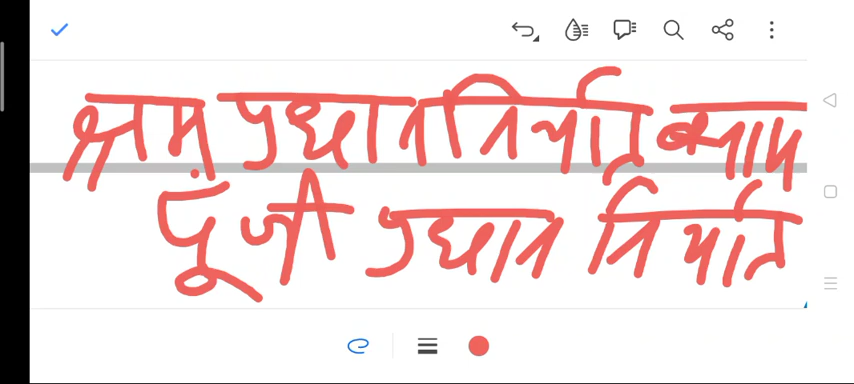 श्रम प्रधान निर्यात बनाम
पूंजी प्रधान निर्यात